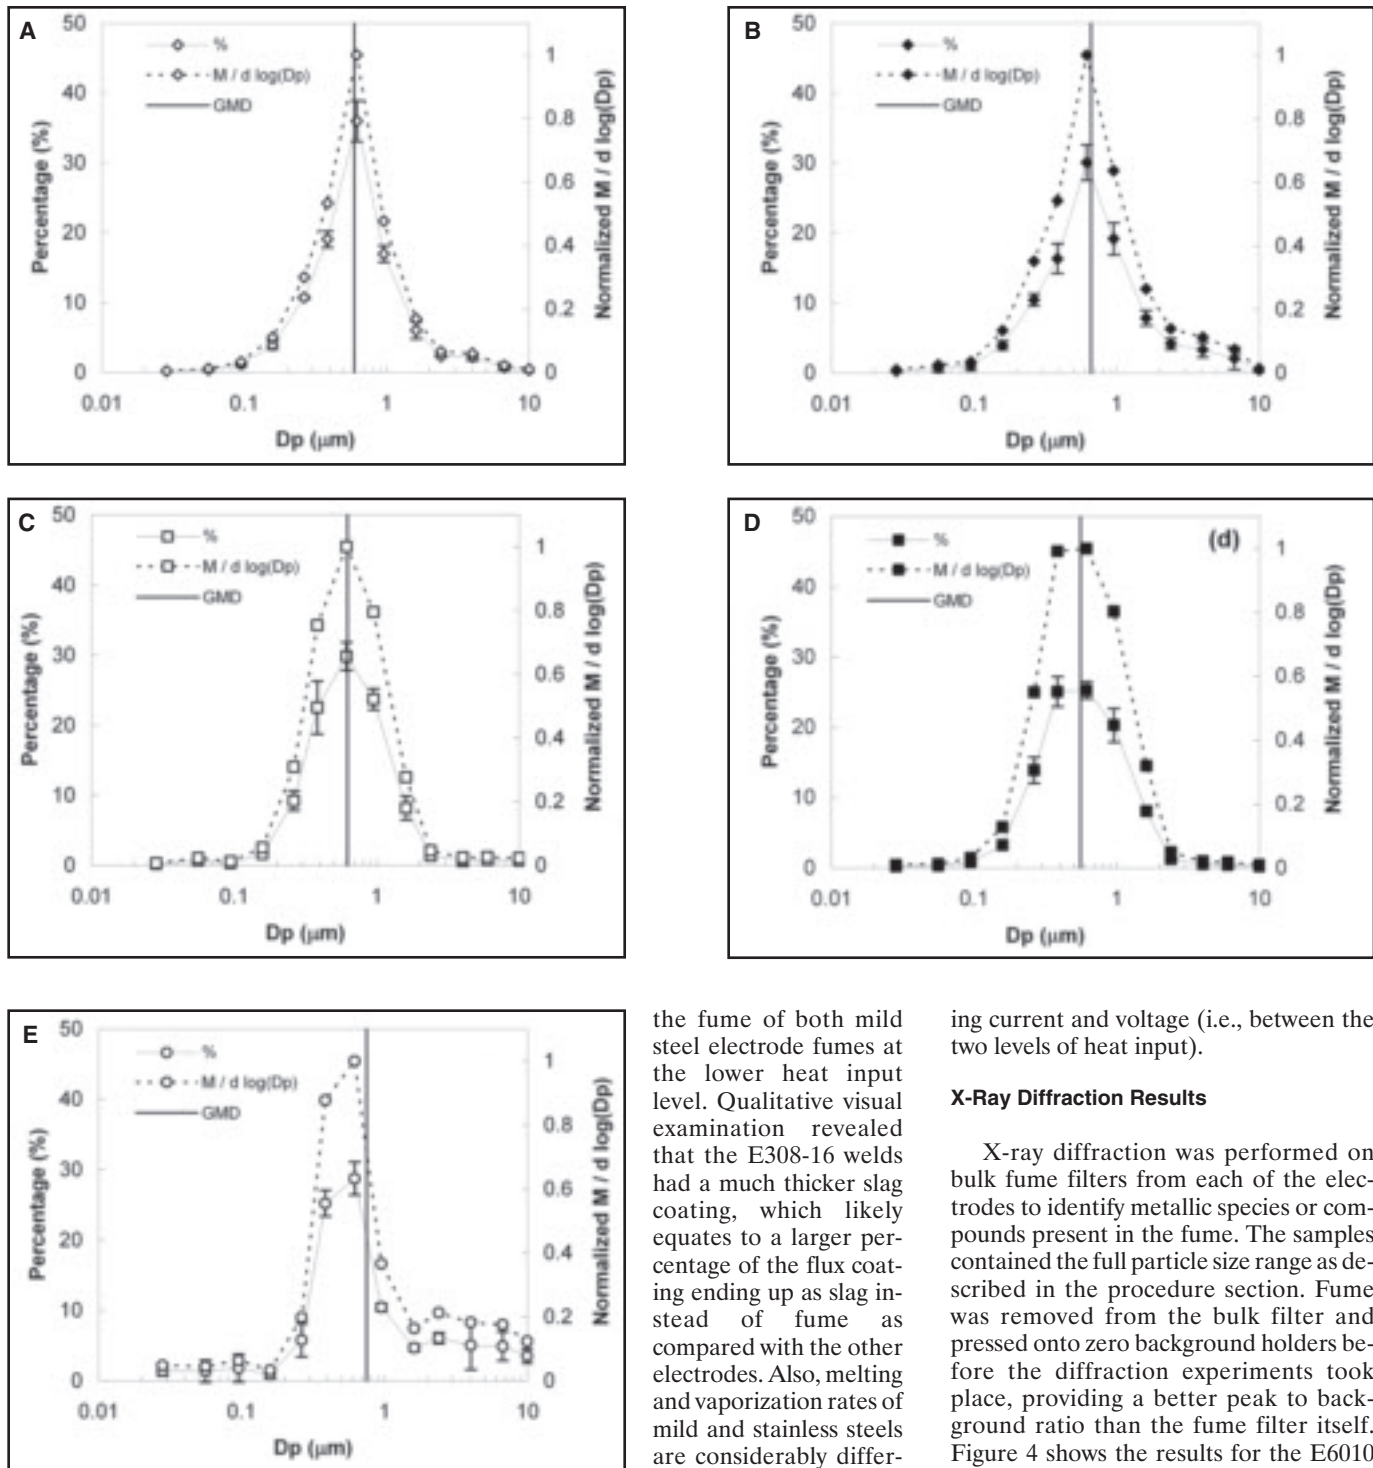 A
50
40
30
20
10
0
Percentage (%)
%
M / d log(Dp)
GMD
1
0.8
0.6
0.4
0.2
0
Normalized M / d log(Dp)
0.01 0.1 1 10
Dp (μm)
B
50
40
30
20
10
0
Percentage (%)
%
M / d log(Dp)
GMD
1
0.8
0.6
0.4
0.2
0
Normalized M / d log(Dp)
0.01 0.1 1 10
Dp (μm)
C
50
40
30
20
10
0
Percentage (%)
%
M / d log(Dp)
GMD
1
0.8
0.6
0.4
0.2
0
Normalized M / d log(Dp)
0.01 0.1 1 10
Dp (μm)
D
(d)
50
40
30
20
10
0
Percentage (%)
%
M / d log(Dp)
GMD
1
0.8
0.6
0.4
0.2
0
Normalized M / d log(Dp)
0.01 0.1 1 10
Dp (μm)
E
50
40
30
20
10
0
Percentage (%)
%
M / d log(Dp)
GMD
1
0.8
0.6
0.4
0.2
0
Normalized M / d log(Dp)
0.01 0.1 1 10
Dp (μm)
the fume of both mild
steel electrode fumes at
the lower heat input
level. Qualitative visual
examination revealed
that the E308-16 welds
had a much thicker slag
coating, which likely
equates to a larger per-
centage of the flux coat-
ing ending up as slag in-
stead of fume as
compared with the other
electrodes. Also, melting
and vaporization rates of
mild and stainless steels
are considerably differ-
ing current and voltage (i.e., between the
two levels of heat input).
X-Ray Diffraction Results
X-ray diffraction was performed on
bulk fume filters from each of the elec-
trodes to identify metallic species or com-
pounds present in the fume. The samples
contained the full particle size range as de-
scribed in the procedure section. Fume
was removed from the bulk filter and
pressed onto zero background holders be-
fore the diffraction experiments took
place, providing a better peak to back-
ground ratio than the fume filter itself.
Figure 4 shows the results for the E6010